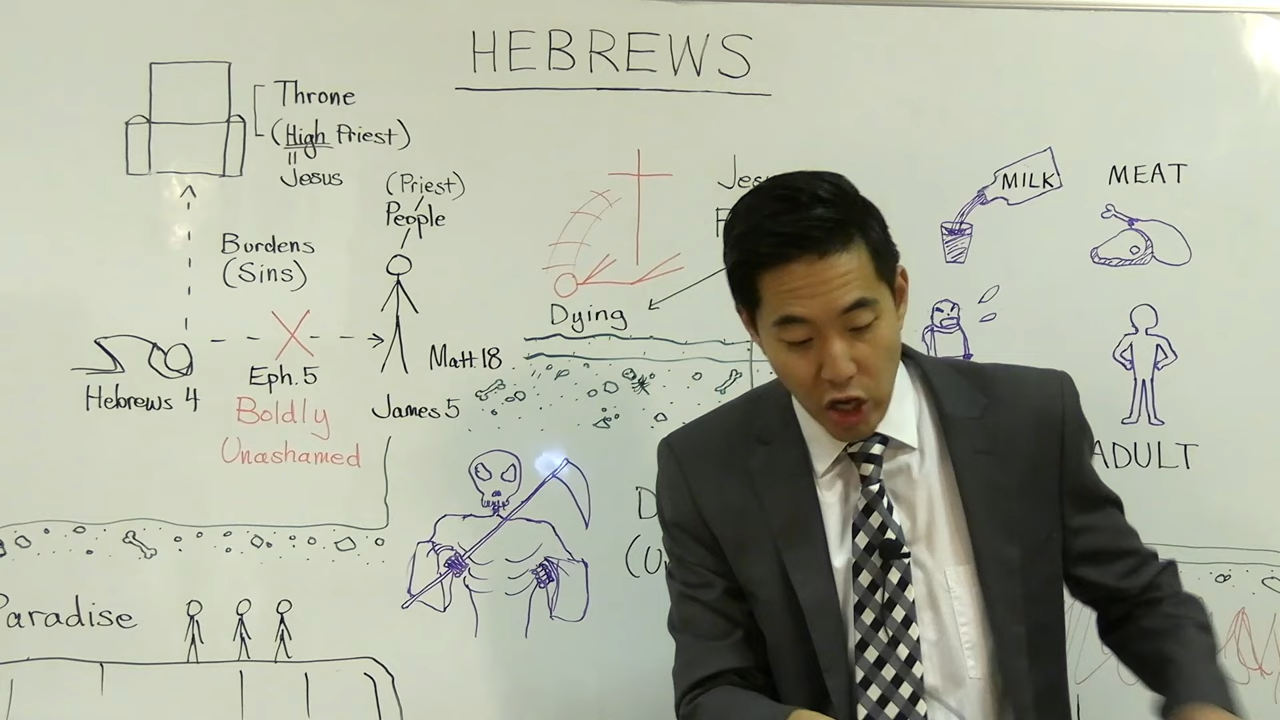 HEBREWS
Throne
(High Priest)
Jesus
(Priest)
People
Burdens
(Sins)
Hebrews 4
Eph. 5
Boldly
Unashamed
Matt. 18
James 5
Dying
MILK
MEAT
ADULT
Paradise